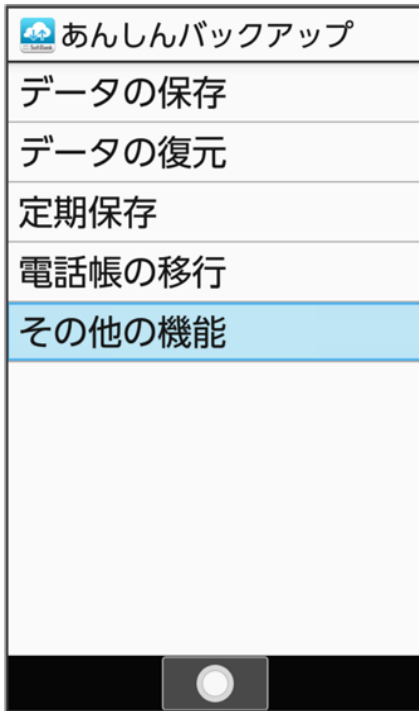 SoftBank
あんしんバックアップ
データの保存
データの復元
定期保存
電話帳の移行
その他の機能